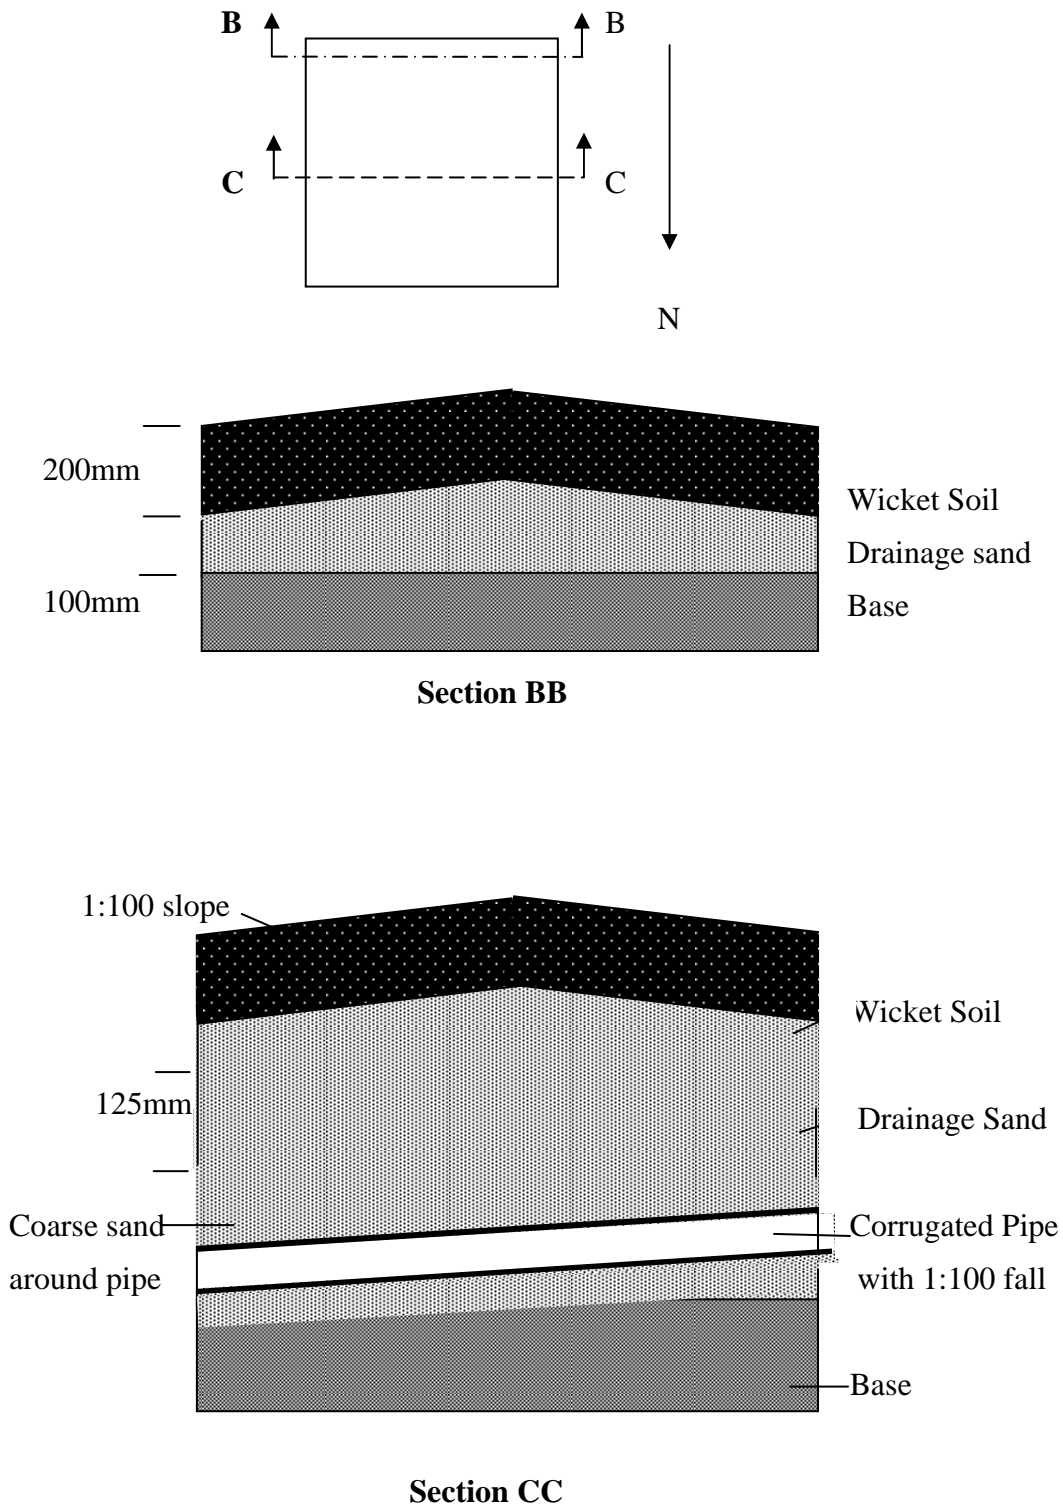 B B
C C
N
200mm
Wicket Soil
Drainage sand
100mm
Base
Section BB
1:100 slope
Wicket Soil
125mm
Drainage Sand
Coarse sand
around pipe
Corrugated Pipe
with 1:100 fall
Base
Section CC